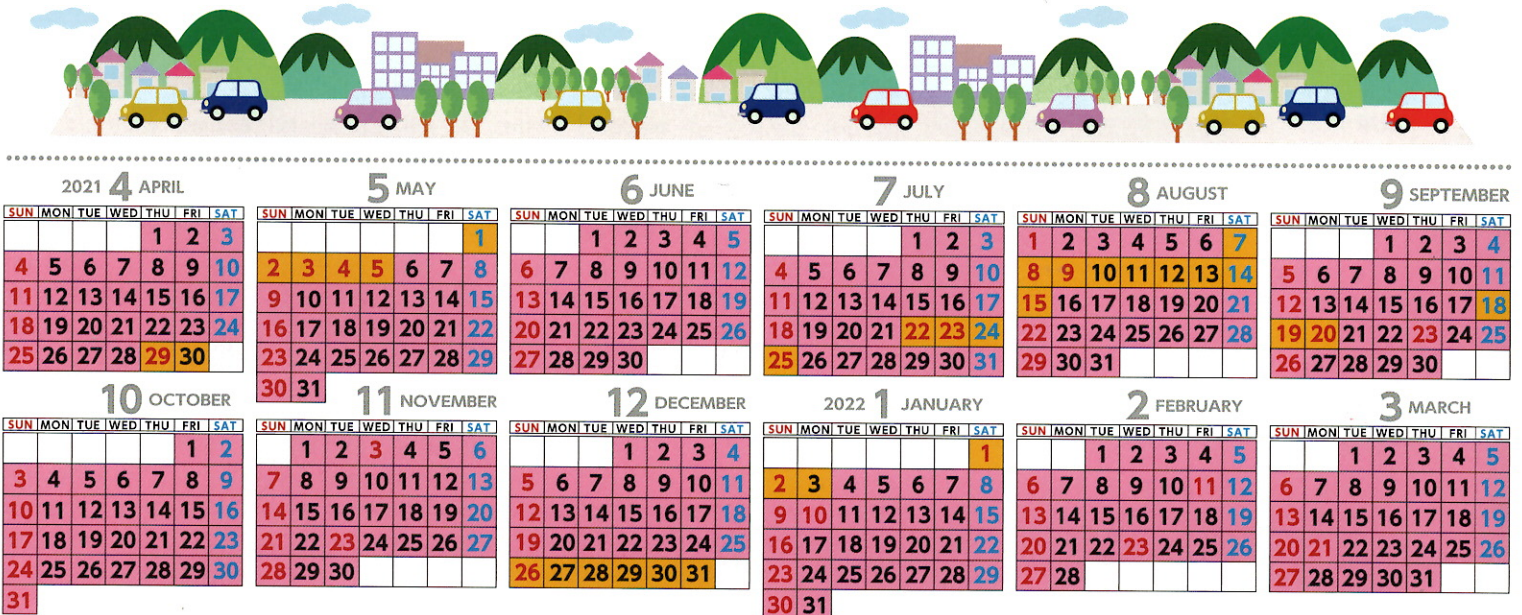 2021 4 APRIL
SUN MON TUE WED THU FRI SAT
1 2 3
4 5 6 7 8 9 10
11 12 13 14 15 16 17
18 19 20 21 22 23 24
25 26 27 28 29 30
5 MAY
SUN MON TUE WED THU FRI SAT
1
2 3 4 5 6 7 8
9 10 11 12 13 14 15
16 17 18 19 20 21 22
23 24 25 26 27 28 29
30 31
6 JUNE
SUN MON TUE WED THU FRI SAT
1 2 3 4 5
6 7 8 9 10 11 12
13 14 15 16 17 18 19
20 21 22 23 24 25 26
27 28 29 30
7 JULY
SUN MON TUE WED THU FRI SAT
1 2 3
4 5 6 7 8 9 10
11 12 13 14 15 16 17
18 19 20 21 22 23 24
25 26 27 28 29 30 31
8 AUGUST
SUN MON TUE WED THU FRI SAT
1 2 3 4 5 6 7
8 9 10 11 12 13 14
15 16 17 18 19 20 21
22 23 24 25 26 27 28
29 30 31
9 SEPTEMBER
SUN MON TUE WED THU FRI SAT
1 2 3 4
5 6 7 8 9 10 11
12 13 14 15 16 17 18
19 20 21 22 23 24 25
26 27 28 29 30
10 OCTOBER
SUN MON TUE WED THU FRI SAT
1 2
3 4 5 6 7 8 9
10 11 12 13 14 15 16
17 18 19 20 21 22 23
24 25 26 27 28 29 30
31
11 NOVEMBER
SUN MON TUE WED THU FRI SAT
1 2 3 4 5 6
7 8 9 10 11 12 13
14 15 16 17 18 19 20
21 22 23 24 25 26 27
28 29 30
12 DECEMBER
SUN MON TUE WED THU FRI SAT
1 2 3 4
5 6 7 8 9 10 11
12 13 14 15 16 17 18
19 20 21 22 23 24 25
26 27 28 29 30 31
2022 1 JANUARY
SUN MON TUE WED THU FRI SAT
1
2 3 4 5 6 7 8
9 10 11 12 13 14 15
16 17 18 19 20 21 22
23 24 25 26 27 28 29
30 31
2 FEBRUARY
SUN MON TUE WED THU FRI SAT
1 2 3 4 5
6 7 8 9 10 11 12
13 14 15 16 17 18 19
20 21 22 23 24 25 26
27 28
3 MARCH
SUN MON TUE WED THU FRI SAT
1 2 3 4 5
6 7 8 9 10 11 12
13 14 15 16 17 18 19
20 21 22 23 24 25 26
27 28 29 30 31